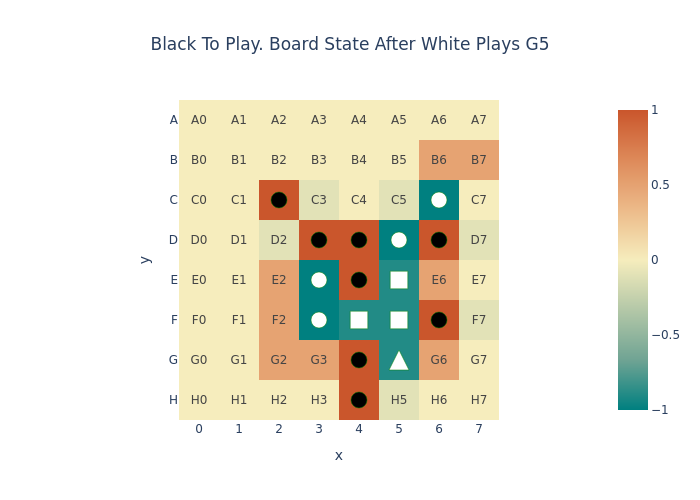 Black To Play. Board State After White Plays G5
A A0 A1 A2 A3 A4 A5 A6 A7
B B0 B1 B2 B3 B4 B5 B6 B7
C C0 C1 C3 C4 C5 C7
D D0 D1 D2 D7
E E0 E1 E2 E6 E7
F F0 F1 F2 F7
G G0 G1 G2 G3 G6 G7
H H0 H1 H2 H3 H5 H6 H7
0 1 2 3 4 5 6 7
x
y
1
0.5
0
−0.5
−1